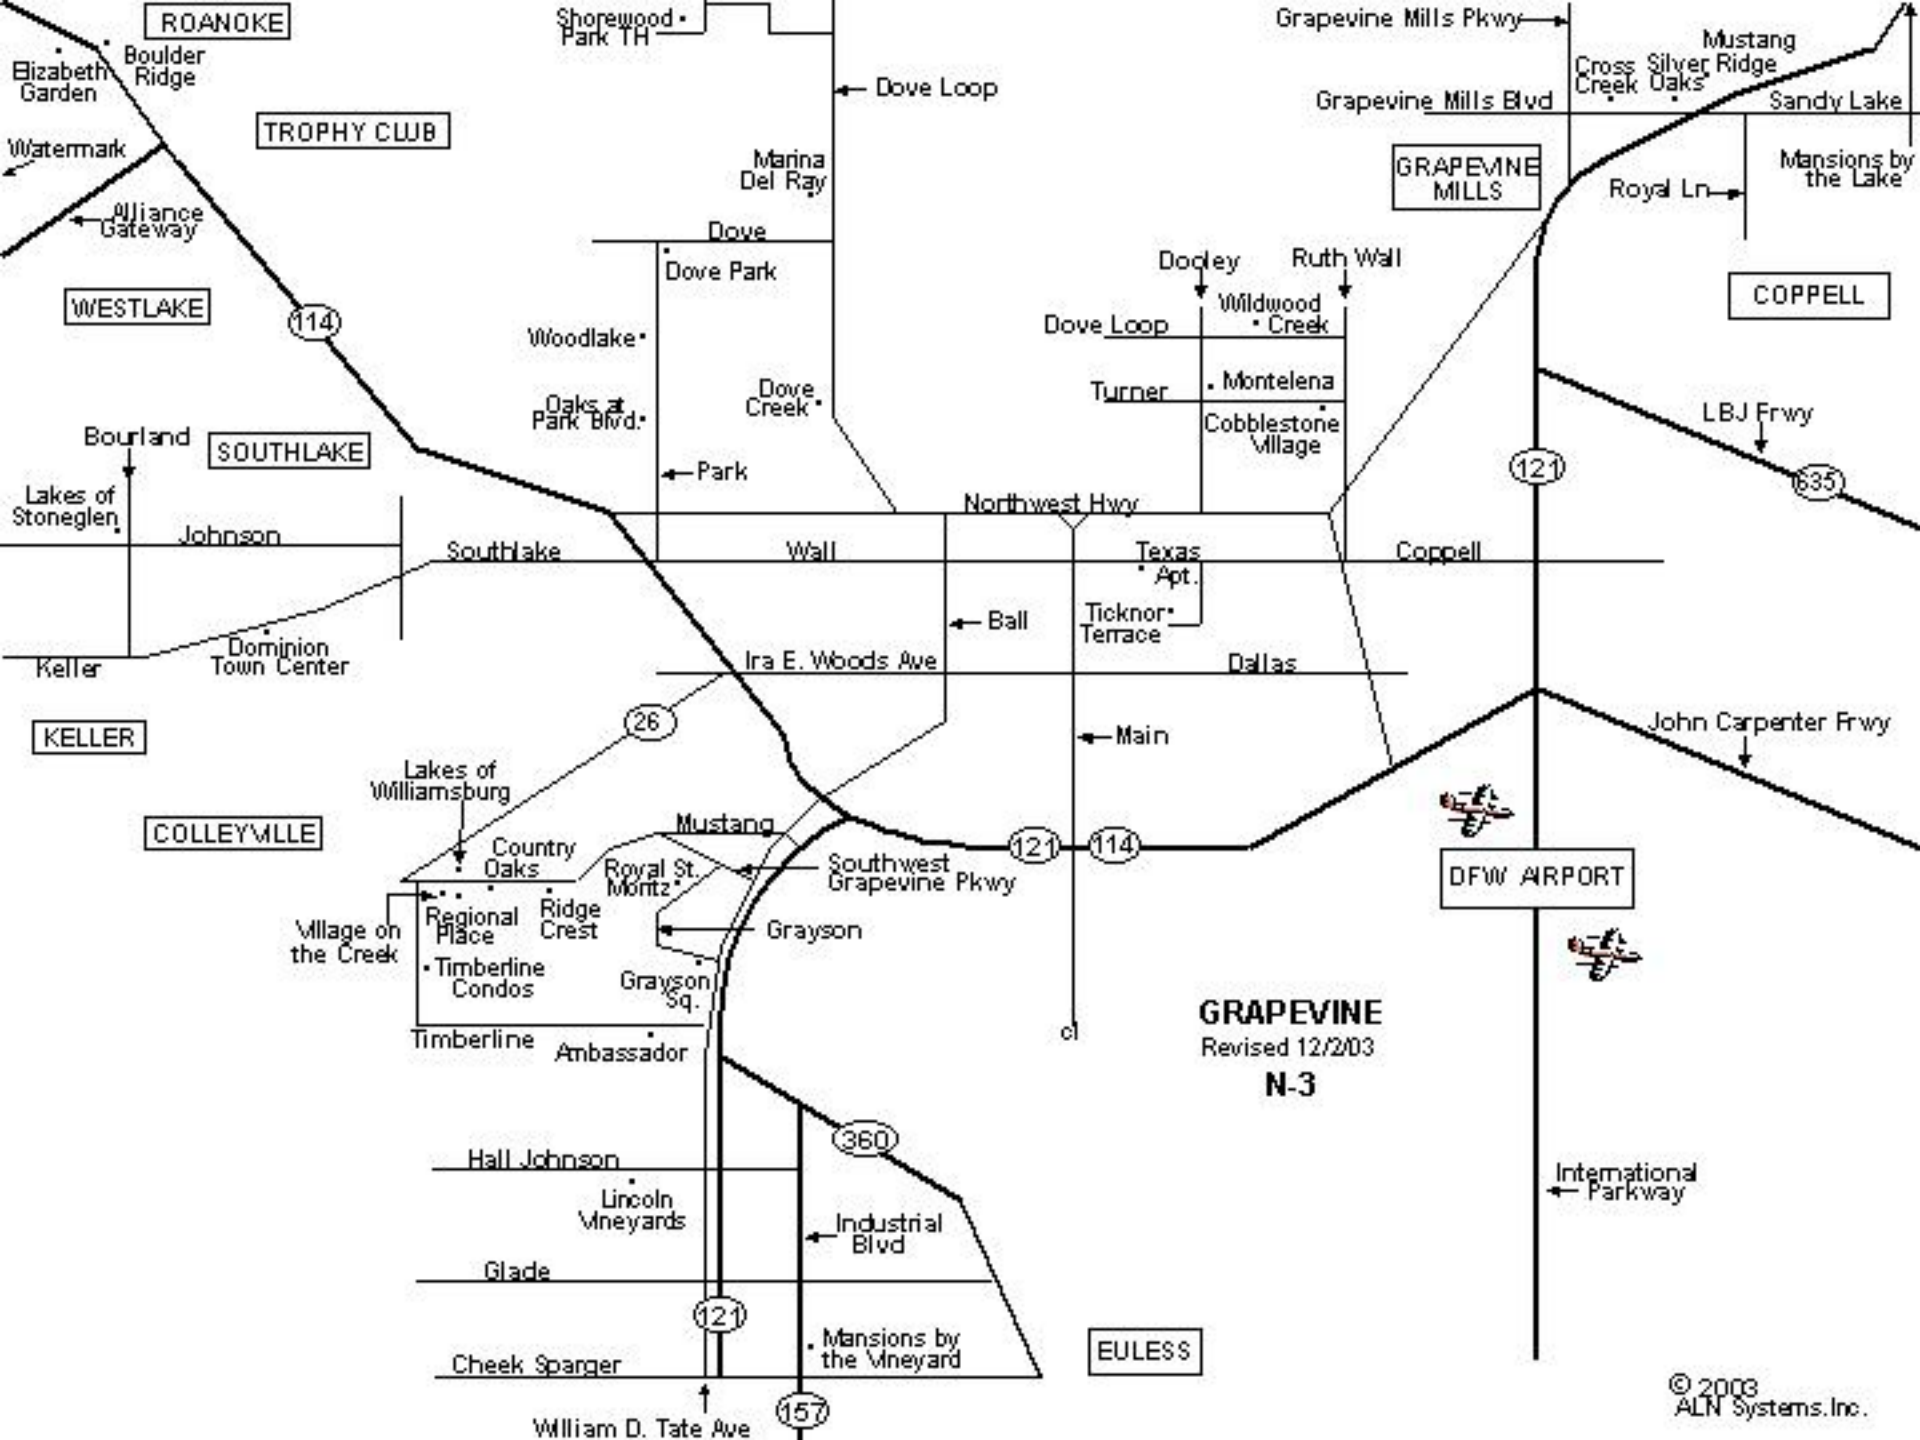 ROANOKE
Shorewood
Park TH
Grapevine Mills Pkwy
Boulder
Ridge
Elizabeth
Garden
Mustang
Ridge
Cross
Creek
Silver
Oaks
Dove Loop
Grapevine Mills Blvd
Sandy Lake
TROPHY CLUB
Watermark
Marina
Del Ray
GRAPEVINE
MILLS
Mansions by
the Lake
Royal Ln
Alliance
Gateway
Dove
Dove Park
Dooley
Ruth Wall
WESTLAKE
COPPELL
Wildwood
Creek
114
Dove Loop
Woodlake
Montelena
Turner
Oaks at
Park Blvd.
Dove
Creek
Cobblestone
Village
LBJ Frwy
Bourland
SOUTHLAKE
Park
121
635
Lakes of
Stoneglen
Northwest Hwy
Johnson
Southlake
Wall
Texas
Apt.
Coppell
Ball
Ticknor
Terrace
Dominion
Town Center
Keller
Ira E. Woods Ave
Dallas
KELLER
26
Main
John Carpenter Frwy
Lakes of
Williamsburg
COLLEYVILLE
Mustang
121
114
Country
Oaks
Royal St.
Moritz
Southwest
Grapevine Pkwy
DFW AIRPORT
Village on
the Creek
Regional
Place
Ridge
Crest
Grayson
Timberline
Condos
Grayson
Sq.
GRAPEVINE
Revised 12/2/03
N-3
cl
Timberline
Ambassador
360
Hall Johnson
Lincoln
Vineyards
International
Parkway
Industrial
Blvd
Glade
121
Mansions by
the Vineyard
EULESS
Cheek Sparger
157
William D. Tate Ave
© 2003
ALN Systems.Inc.